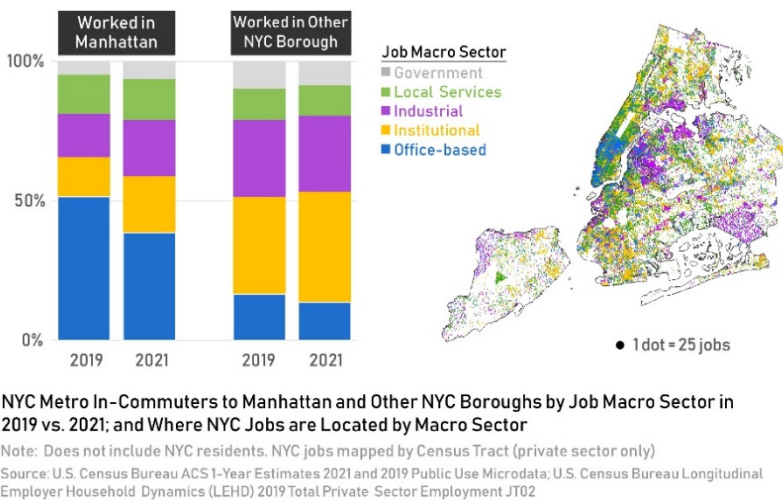 Worked in
Manhattan
Worked in Other
NYC Borough
100%
50%
0%
2019
2021
2019
2021
Job Macro Sector
Government
Local Services
Industrial
Institutional
Office-based
1 dot = 25 jobs
NYC Metro In-Commuters to Manhattan and Other NYC Boroughs by Job Macro Sector in
2019 vs. 2021; and Where NYC Jobs are Located by Macro Sector
Note: Does not include NYC residents. NYC jobs mapped by Census Tract (private sector only)
Source: U.S. Census Bureau ACS 1-Year Estimates 2021 and 2019 Public Use Microdata; U.S. Census Bureau Longitudinal
Employer Household Dynamics (LEHD) 2019 Total Private Sector Employment JT02